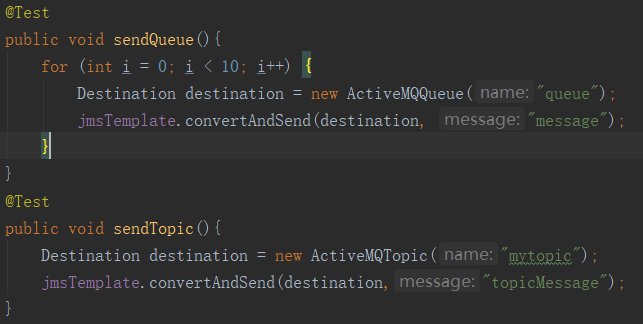 @Test
public void sendQueue(){
for (int i = 0; i < 10; i++) {
Destination destination = new ActiveMQQueue( name: "queue");
jmsTemplate.convertAndSend(destination, message: "message");
}
}
@Test
public void sendTopic(){
Destination destination = new ActiveMQTopic( name: "mytopic");
jmsTemplate.convertAndSend(destination, message: "topicMessage");
}